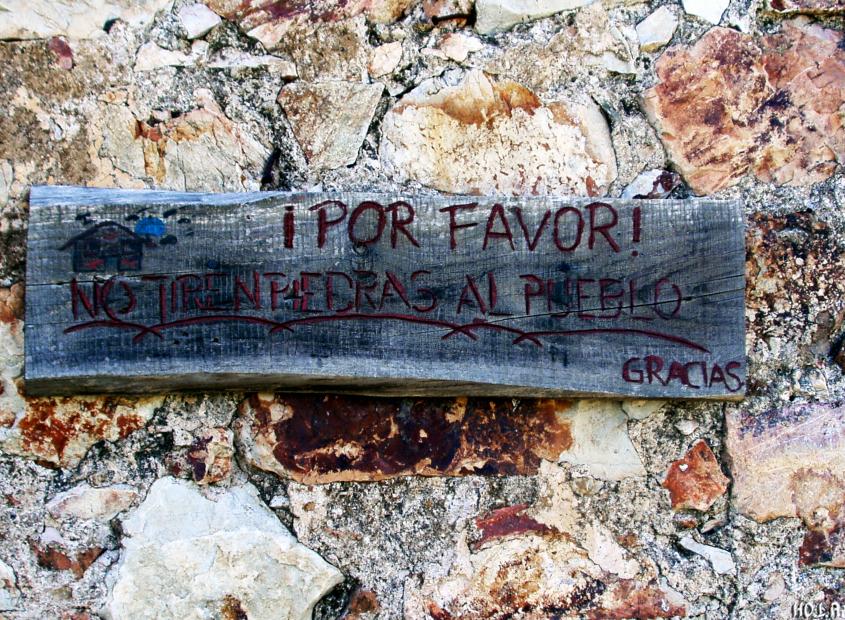 ¡POR FAVOR!
NO TIREN PIEDRAS AL PUEBLO
GRACIAS